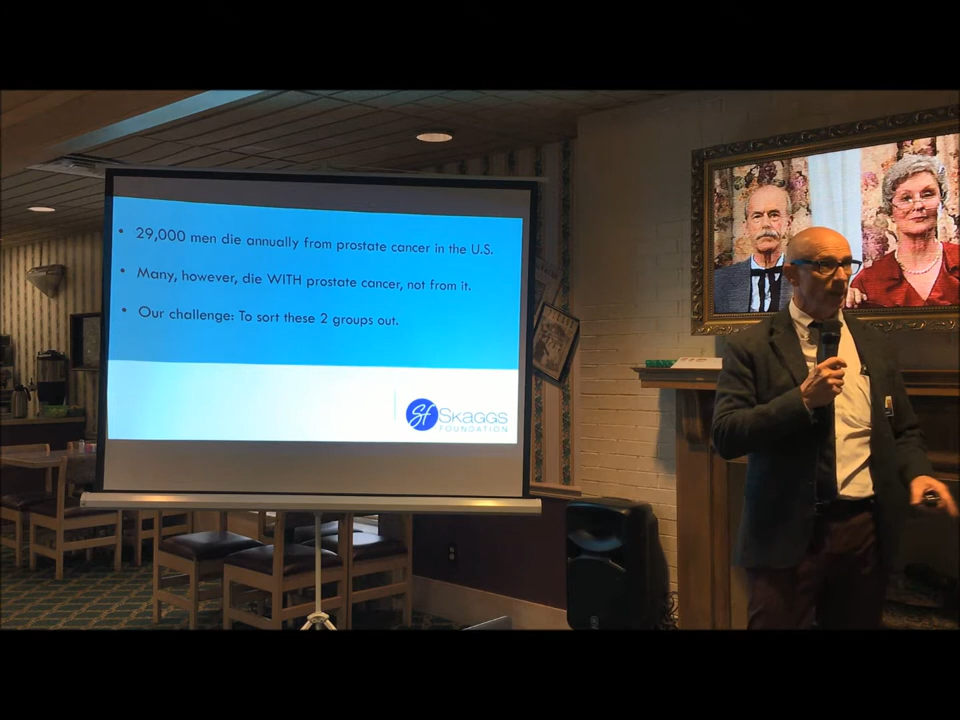 • 29,000 men die annually from prostate cancer in the U.S.
• Many, however, die WITH prostate cancer, not from it.
• Our challenge: To sort these 2 groups out.
Sf Skaggs
FOUNDATION